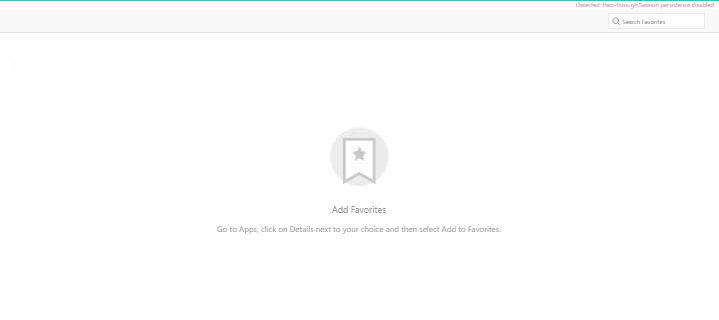 Detected: Pass-through,Session persistence disabled
Search Favorites
Add Favorites
Go to Apps, click on Details next to your choice and then select Add to Favorites.